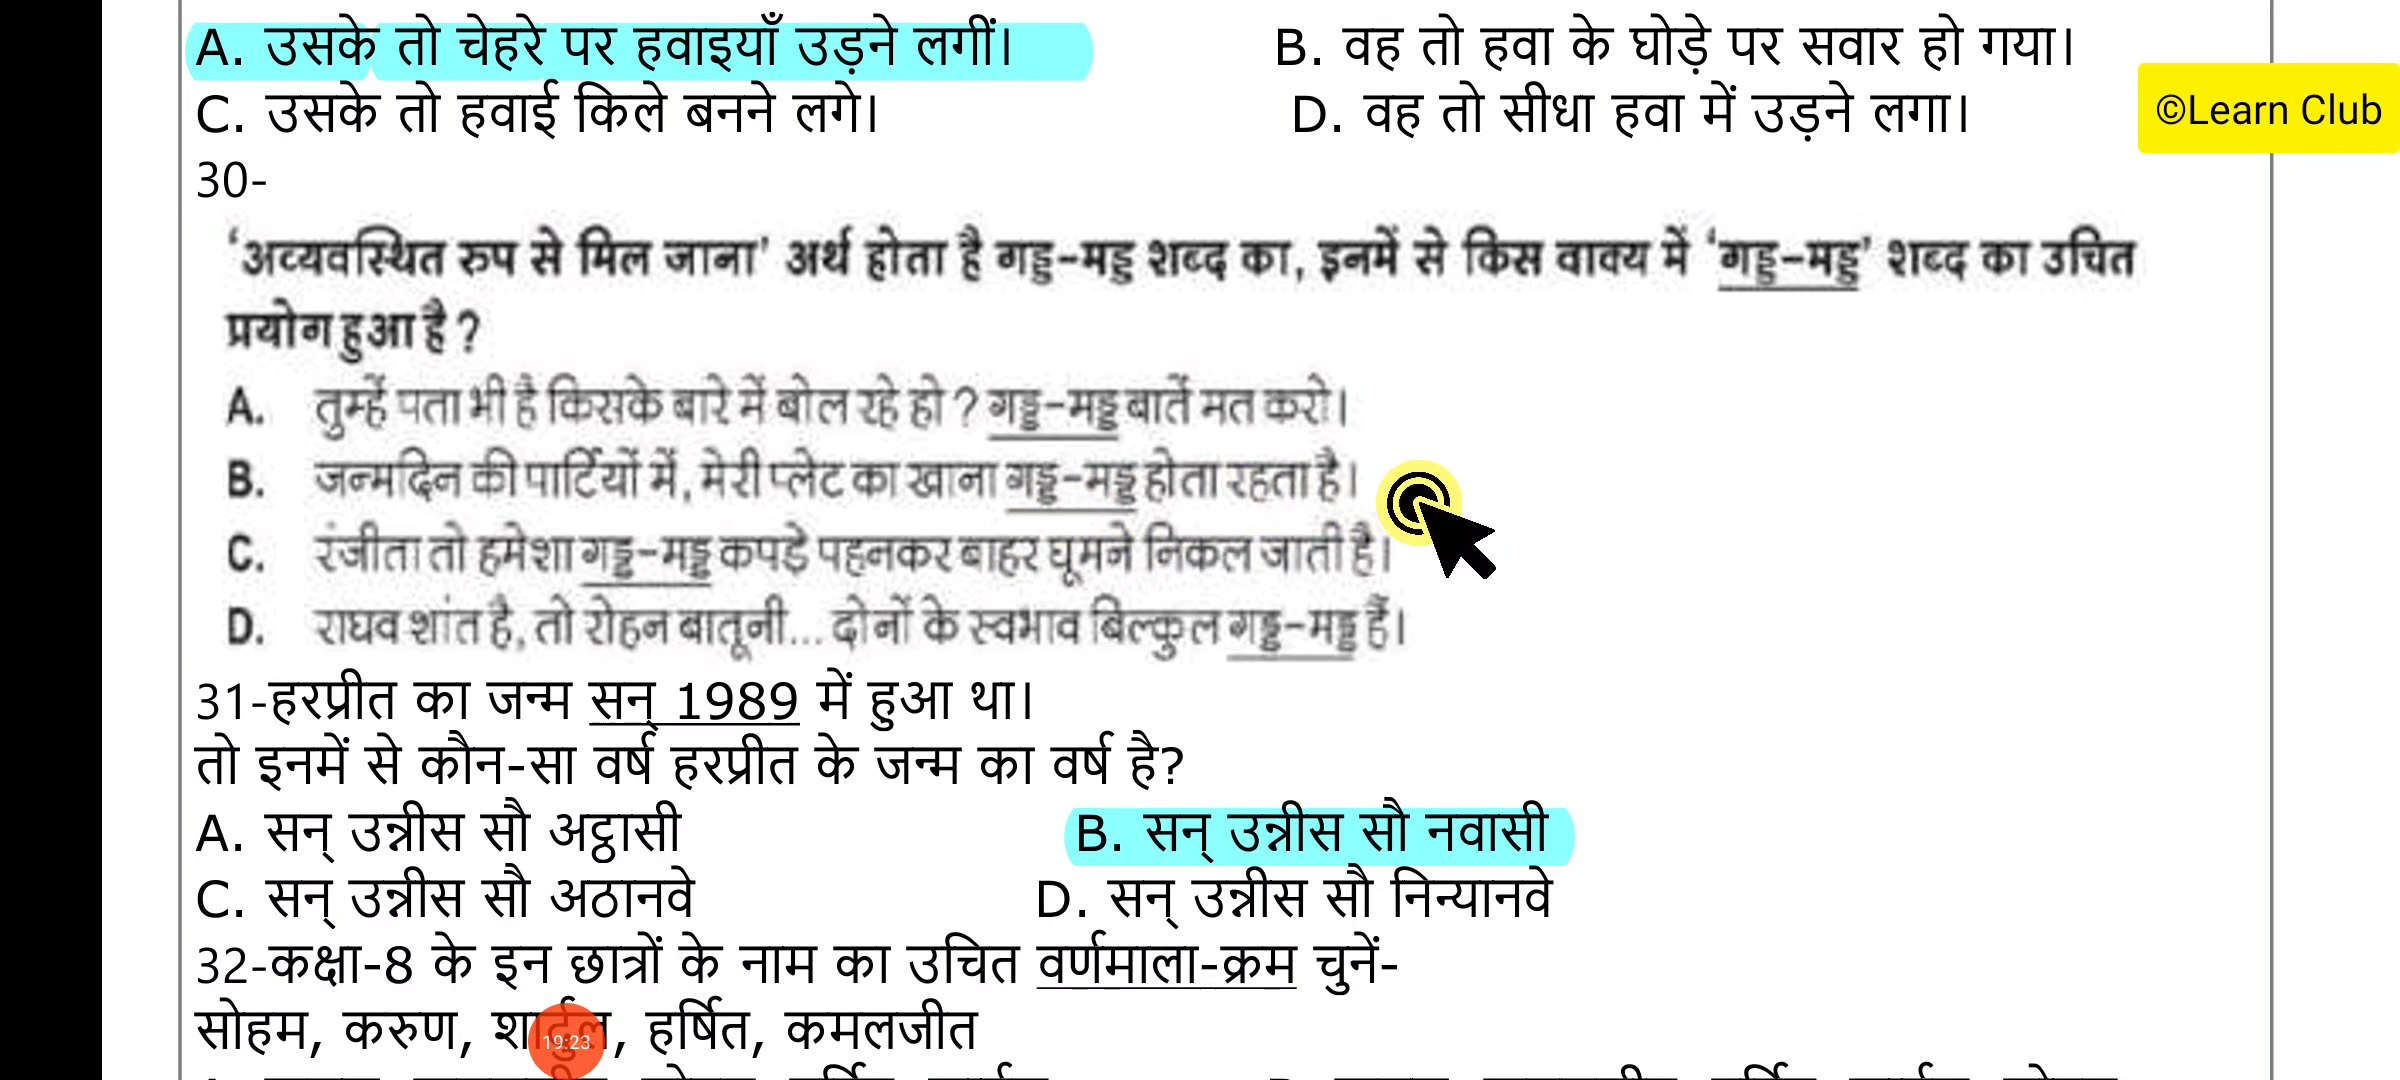 A. उसके तो चेहरे पर हवाइयाँ उड़ने लगीं। B. वह तो हवा के घोड़े पर सवार हो गया।
©Learn Club
C. उसके तो हवाई किले बनने लगे। D. वह तो सीधा हवा में उड़ने लगा।
30-
‘अव्यवस्थित रुप से मिल जाना’ अर्थ होता है गड्ड-मड्ड शब्द का, इनमें से किस वाक्य में ‘गड्ड-मड्ड’ शब्द का उचित
प्रयोग हुआ है ?
A. तुम्हें पता भी है किसके बारे में बोल रहे हो ? गड्ड-मड्ड बातें मत करो।
B. जन्मदिन की पार्टियों में, मेरी प्लेट का खाना गड्ड-मड्ड होता रहता है।
C. रंजीता तो हमेशा गड्ड-मड्ड कपड़े पहनकर बाहर घूमने निकल जाती है।
D. राघव शांत है, तो रोहन बातूनी... दोनों के स्वभाव बिल्कुल गड्ड-मड्ड हैं।
31-हरप्रीत का जन्म सन् 1989 में हुआ था।
तो इनमें से कौन-सा वर्ष हरप्रीत के जन्म का वर्ष है?
A. सन् उन्नीस सौ अट्ठासी B. सन् उन्नीस सौ नवासी
C. सन् उन्नीस सौ अठानवे D. सन् उन्नीस सौ निन्यानवे
32-कक्षा-8 के इन छात्रों के नाम का उचित वर्णमाला-क्रम चुनें-
सोहम, करुण, शार्दुल, हर्षित, कमलजीत
19:23